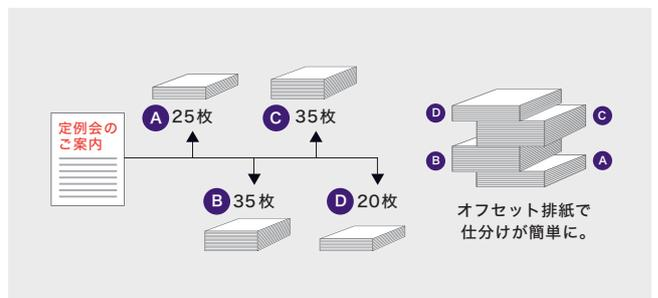 定例会の
ご案内
A 25枚
C 35枚
B 35枚
D 20枚
D
C
B
A
オフセット排紙で
仕分けが簡単に。